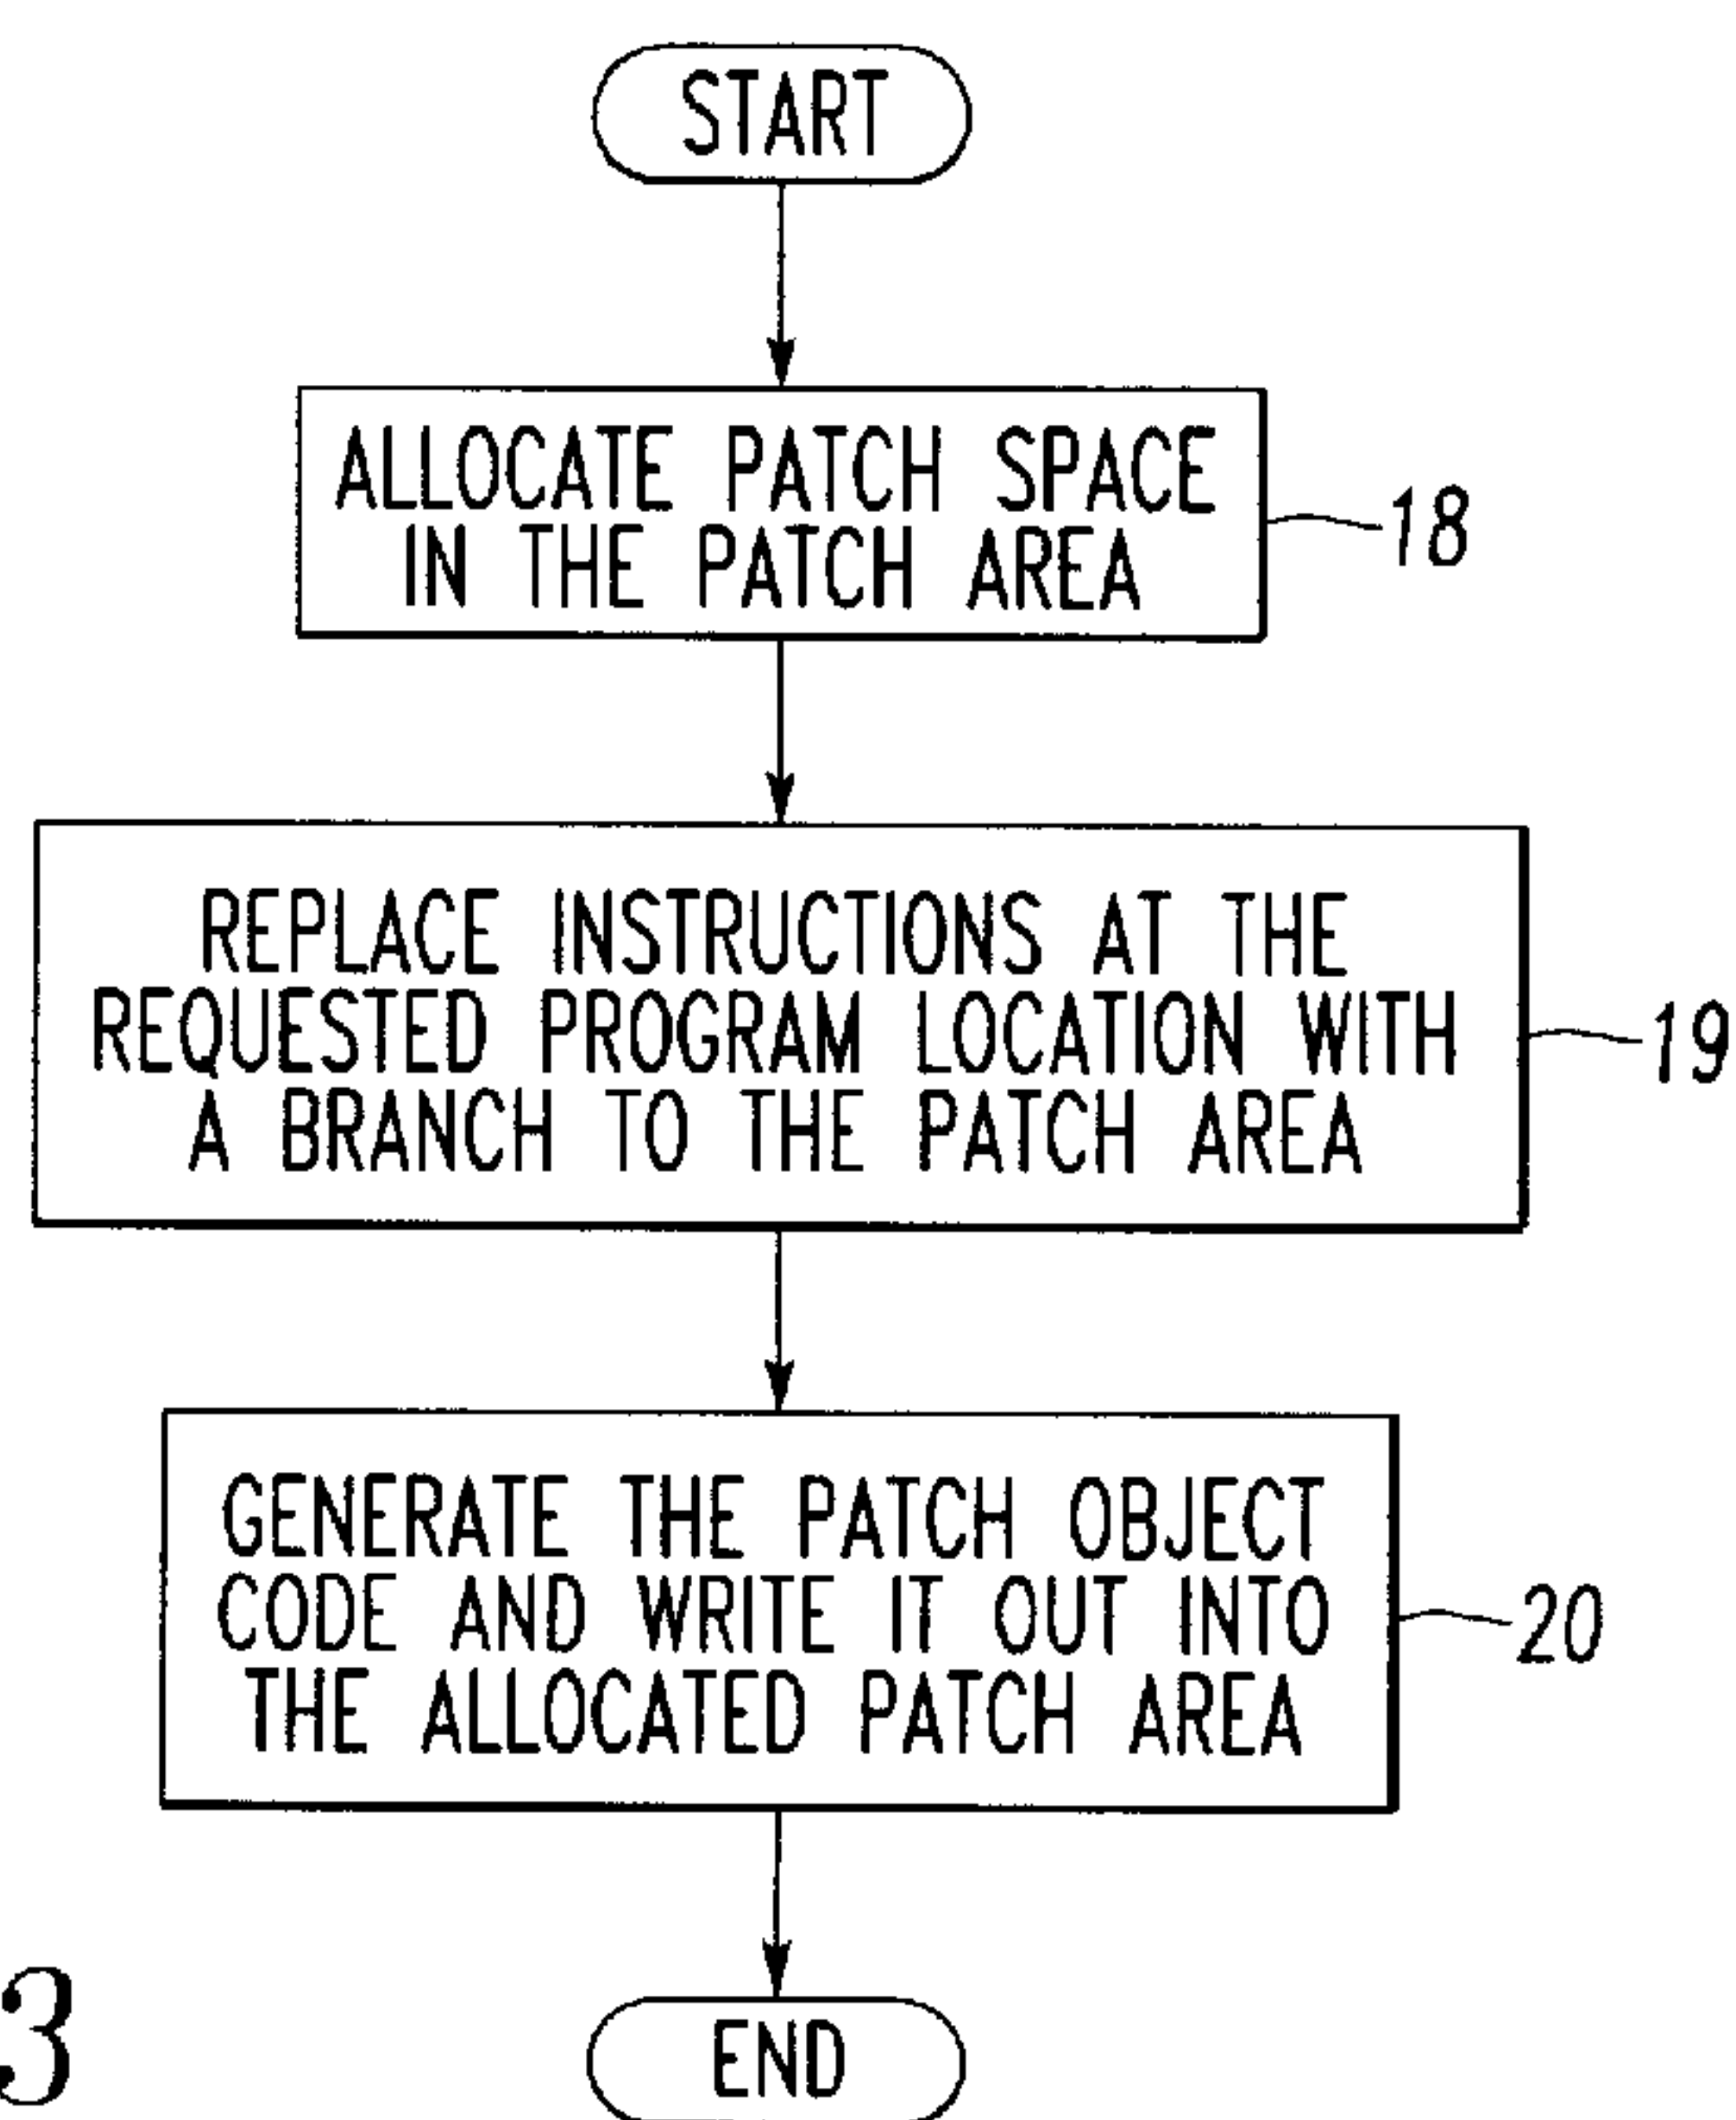 START
ALLOCATE PATCH SPACE
IN THE PATCH AREA
18
REPLACE INSTRUCTIONS AT THE
REQUESTED PROGRAM LOCATION WITH
A BRANCH TO THE PATCH AREA
19
GENERATE THE PATCH OBJECT
CODE AND WRITE IT OUT INTO
THE ALLOCATED PATCH AREA
20
3
END